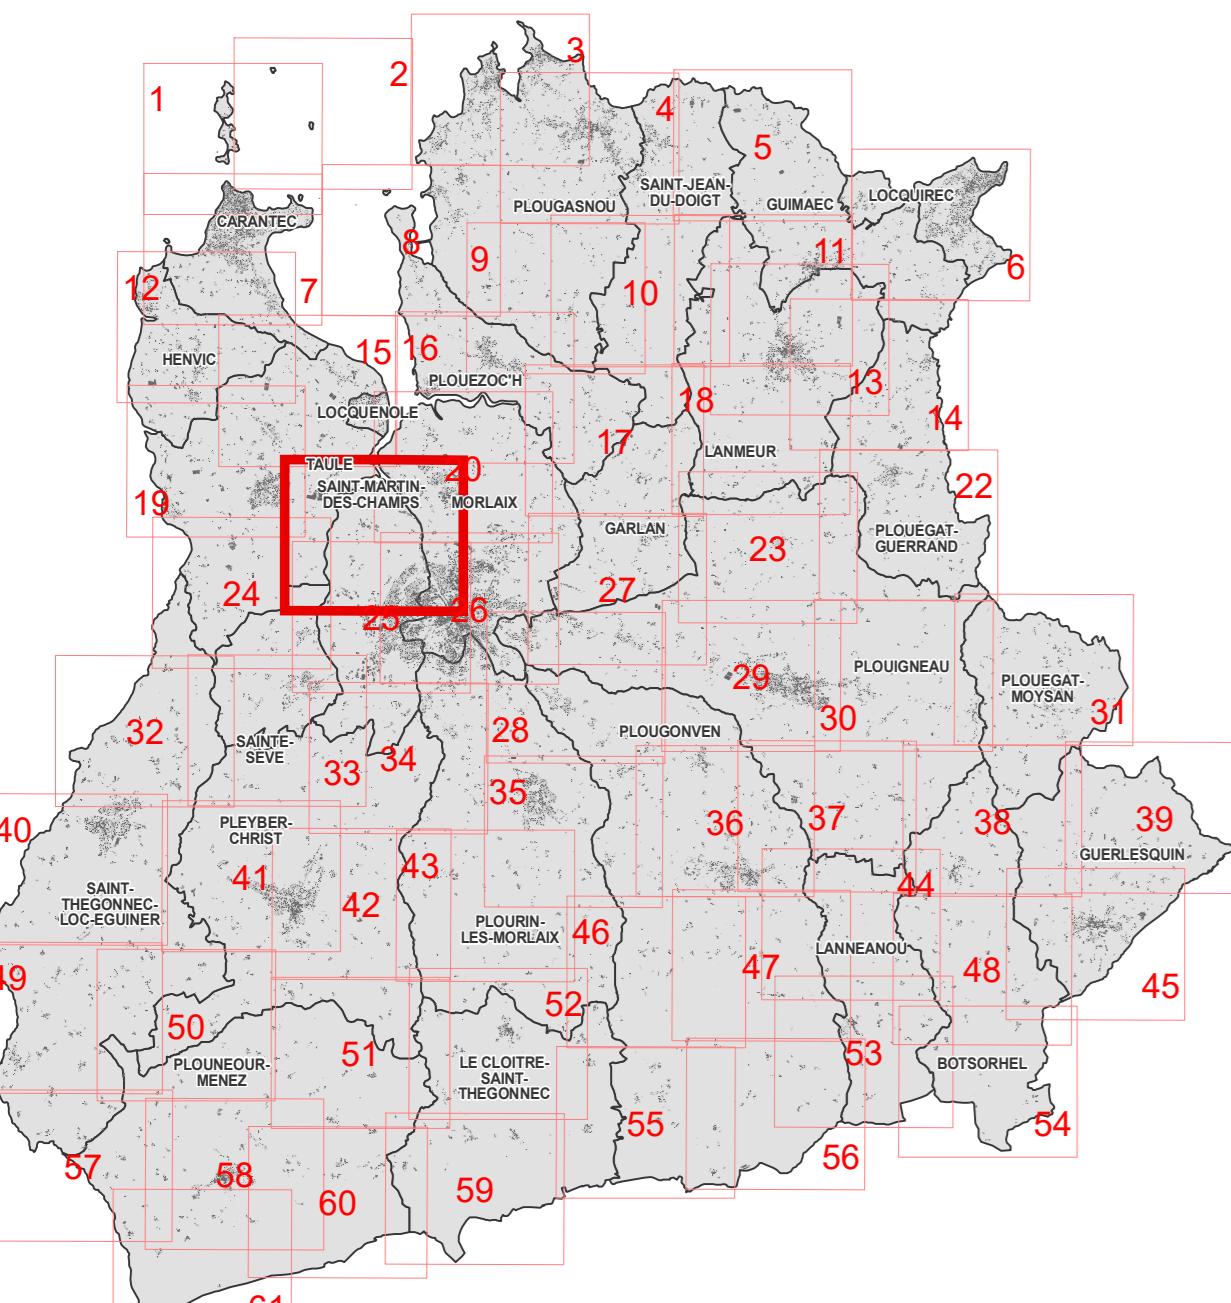 3
2
1
4
5
SAINT-JEAN-
DU-DOIGT
PLOUGASNOU
GUIMAEC
LOCQUIREC
CARANTEC
8
9
11
6
12
7
10
15
16
HENVIC
PLOUEZOC'H
13
18
14
LOCQUENOLE
17
LANMEUR
TAULE
20
SAINT-MARTIN-
DES-CHAMPS
MORLAIX
19
22
GARLAN
PLOUEGAT-
GUERRAND
23
24
27
25
26
PLOUIGNEAU
29
PLOUEGAT-
MOYSAN
30
31
32
28
PLOUGONVEN
SAINTE-
SEVE
33
34
35
40
PLEYBER-
CHRIST
36
37
38
39
GUERLESQUIN
41
43
44
SAINT-
THEGONNEC-
LOC-EGUINER
42
PLOURIN-
LES-MORLAIX
46
LANNEANOU
49
47
48
45
50
52
51
53
PLOUNEOUR-
MENEZ
LE CLOITRE-
SAINT-
THEGONNEC
BOTSORHEL
55
54
57
56
58
60
59
61